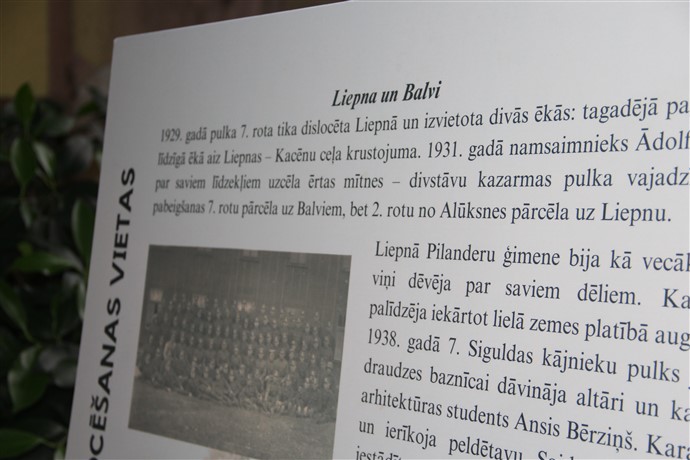 Liepna un Balvi
1929. gadā pulka 7. rota tika dislocēta Liepnā un izvietota divās ēkās: tagadējā pa
līdzīgā ēkā aiz Liepnas – Kacēnu ceļa krustojuma. 1931. gadā namsaimnieks Ādolf
par saviem līdzekļiem uzcēla ērtas mītnes – divstāvu kazarmas pulka vajadz
pabeigšanas 7. rotu pārcēla uz Balviem, bet 2. rotu no Alūksnes pārcēla uz Liepnu.
OCĒŠANAS VIETAS
Liepnā Pilanderu ģimene bija kā vecāk
viņi dēvēja par saviem dēliem. Ka
palīdzēja iekārtot lielā zemes platībā aug
1938. gadā 7. Siguldas kājnieku pulks
draudzes baznīcai dāvināja altāri un ka
arhitektūras students Ansis Bērziņš. Kara
un ierīkoja peldētavu